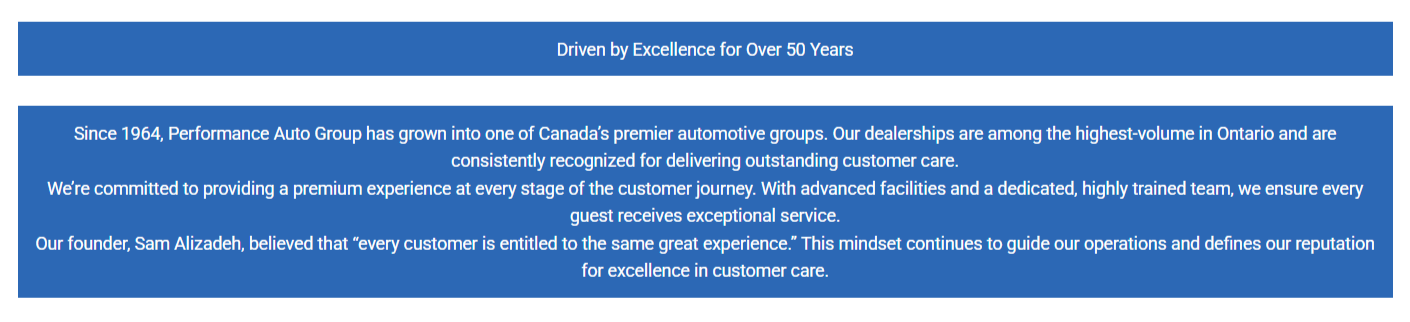 Driven by Excellence for Over 50 Years
Since 1964, Performance Auto Group has grown into one of Canada’s premier automotive groups. Our dealerships are among the highest-volume in Ontario and are
consistently recognized for delivering outstanding customer care.
We’re committed to providing a premium experience at every stage of the customer journey. With advanced facilities and a dedicated, highly trained team, we ensure every
guest receives exceptional service.
Our founder, Sam Alizadeh, believed that “every customer is entitled to the same great experience.” This mindset continues to guide our operations and defines our reputation
for excellence in customer care.